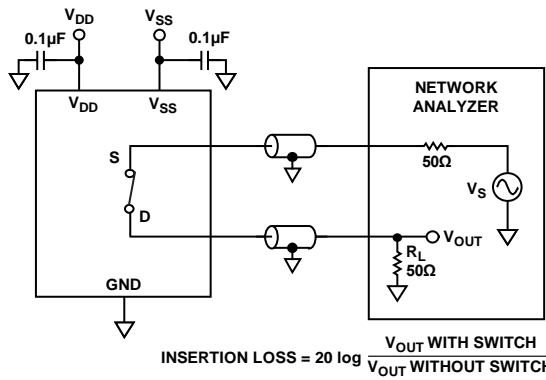 VDD
VSS
0.1µF
0.1µF
VDD
VSS
NETWORK
ANALYZER
S
50Ω
VS
D
VOUT
RL
50Ω
GND
INSERTION LOSS = 20 log
VOUT WITH SWITCH
VOUT WITHOUT SWITCH